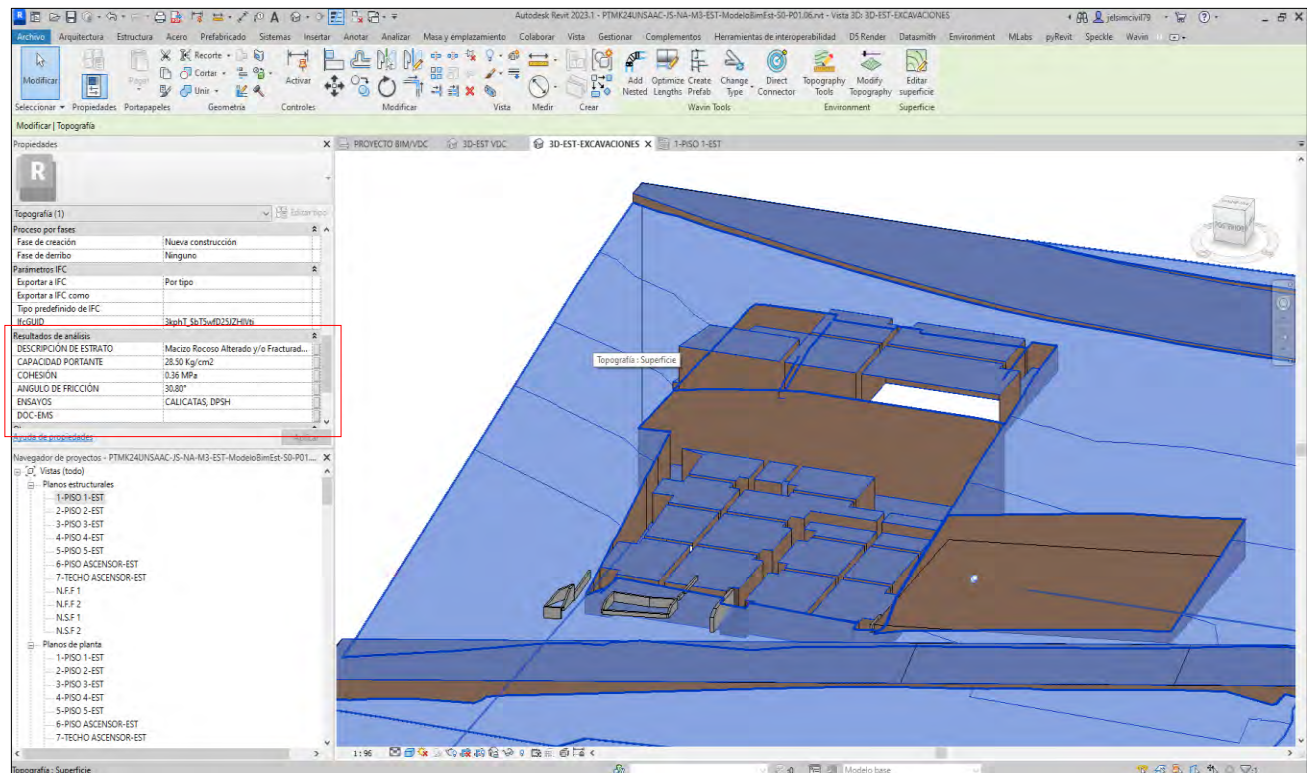 Autodesk Revit 2023.1 - PTMK24UNSAAC-JS-NA-M3-EST-ModeloBimEst-S0-P01.06.rvt - Vista 3D: 3D-EST-EXCAVACIONES
jelsimcivil79
Archivo Arquitectura Estructura Acero Prefabricado Sistemas Insertar Anotar Analizar Masa y emplazamiento Colaborar Vista Gestionar Complementos Herramientas de interoperabilidad D5 Render Datasmith Environment MLabs pyRevit Speckle Wavin
Modificar
Pegar
Recorte
Cortar
Unir
Activar
Add Nested
Optimize Lengths
Create Prefab
Change Type
Direct Connector
Topography Tools
Modify Topography
Editar superficie
Seleccionar Propiedades Portapapeles Geometría Controles Modificar Vista Medir Crear Wavin Tools Environment Superficie
Modificar | Topografía
Propiedades X
PROYECTO BIM/VDC 3D-EST VDC 3D-EST-EXCAVACIONES X 1-PISO 1-EST
R
Topografía (1) Editar tipo
Proceso por fases
Fase de creación Nueva construcción
Fase de derribo Ninguno
Parámetros IFC
Exportar a IFC Por tipo
Exportar a IFC como
Tipo predefinido de IFC
IfcGUID
Resultados de análisis
DESCRIPCIÓN DE ESTRATO Macizo Rocoso Alterado y/o Fracturad...
CAPACIDAD PORTANTE 28.50 Kg/cm2
COHESIÓN 0.36 MPa
ANGULO DE FRICCIÓN 30.80°
ENSAYOS CALICATAS, DPSH
DOC-EMS
Ayuda de propiedades Aplicar
Topografía : Superficie
Navegador de proyectos - PTMK24UNSAAC-JS-NA-M3-EST-ModeloBimEst-S0-P01.... X
Vistas (todo)
Planos estructurales
1-PISO 1-EST
2-PISO 2-EST
3-PISO 3-EST
4-PISO 4-EST
5-PISO 5-EST
6-PISO ASCENSOR-EST
7-TECHO ASCENSOR-EST
N.F.F 1
N.F.F 2
N.S.F 1
N.S.F 2
Planos de planta
1-PISO 1-EST
2-PISO 2-EST
3-PISO 3-EST
4-PISO 4-EST
5-PISO 5-EST
6-PISO ASCENSOR-EST
7-TECHO ASCENSOR-EST
1:96
Topografía : Superficie
:0
Modelo base
:1